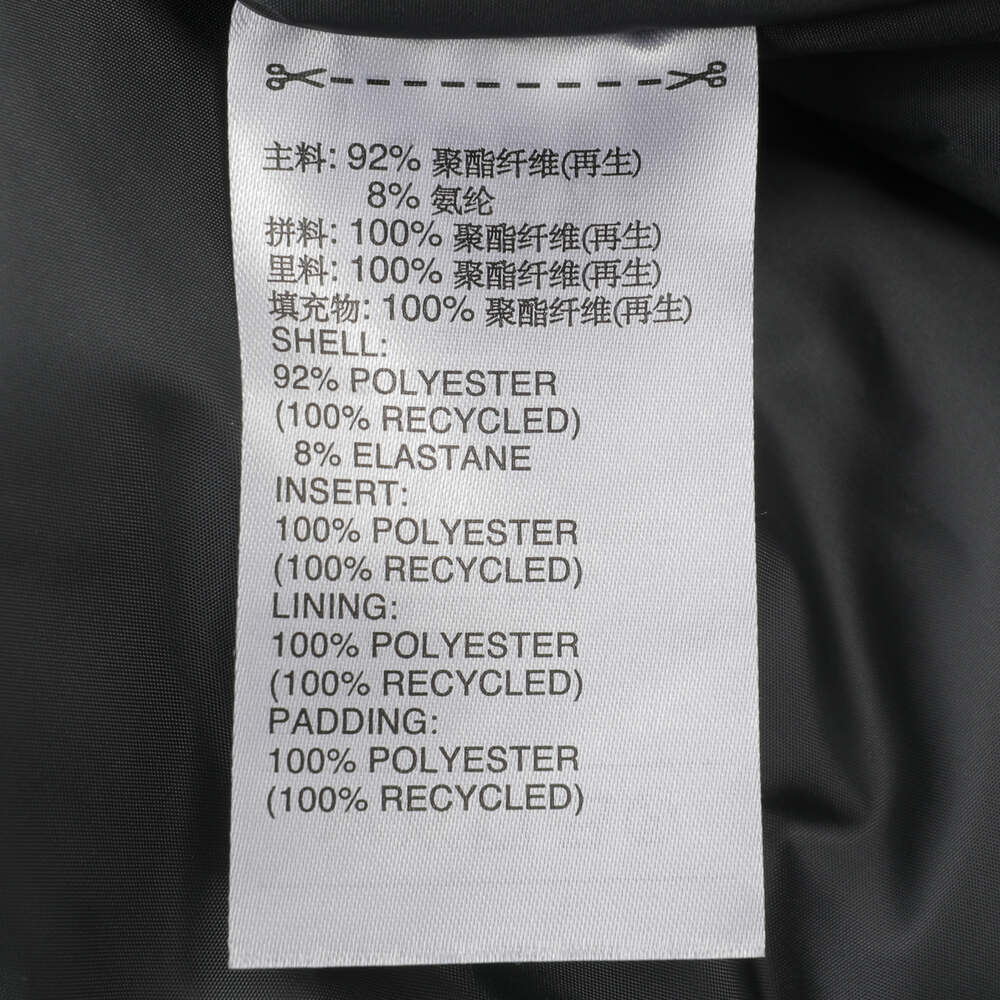 主料: 92% 聚酯纤维(再生)
8% 氨纶
拼料: 100% 聚酯纤维(再生)
里料: 100% 聚酯纤维(再生)
填充物: 100% 聚酯纤维(再生)
SHELL:
92% POLYESTER
(100% RECYCLED)
8% ELASTANE
INSERT:
100% POLYESTER
(100% RECYCLED)
LINING:
100% POLYESTER
(100% RECYCLED)
PADDING:
100% POLYESTER
(100% RECYCLED)